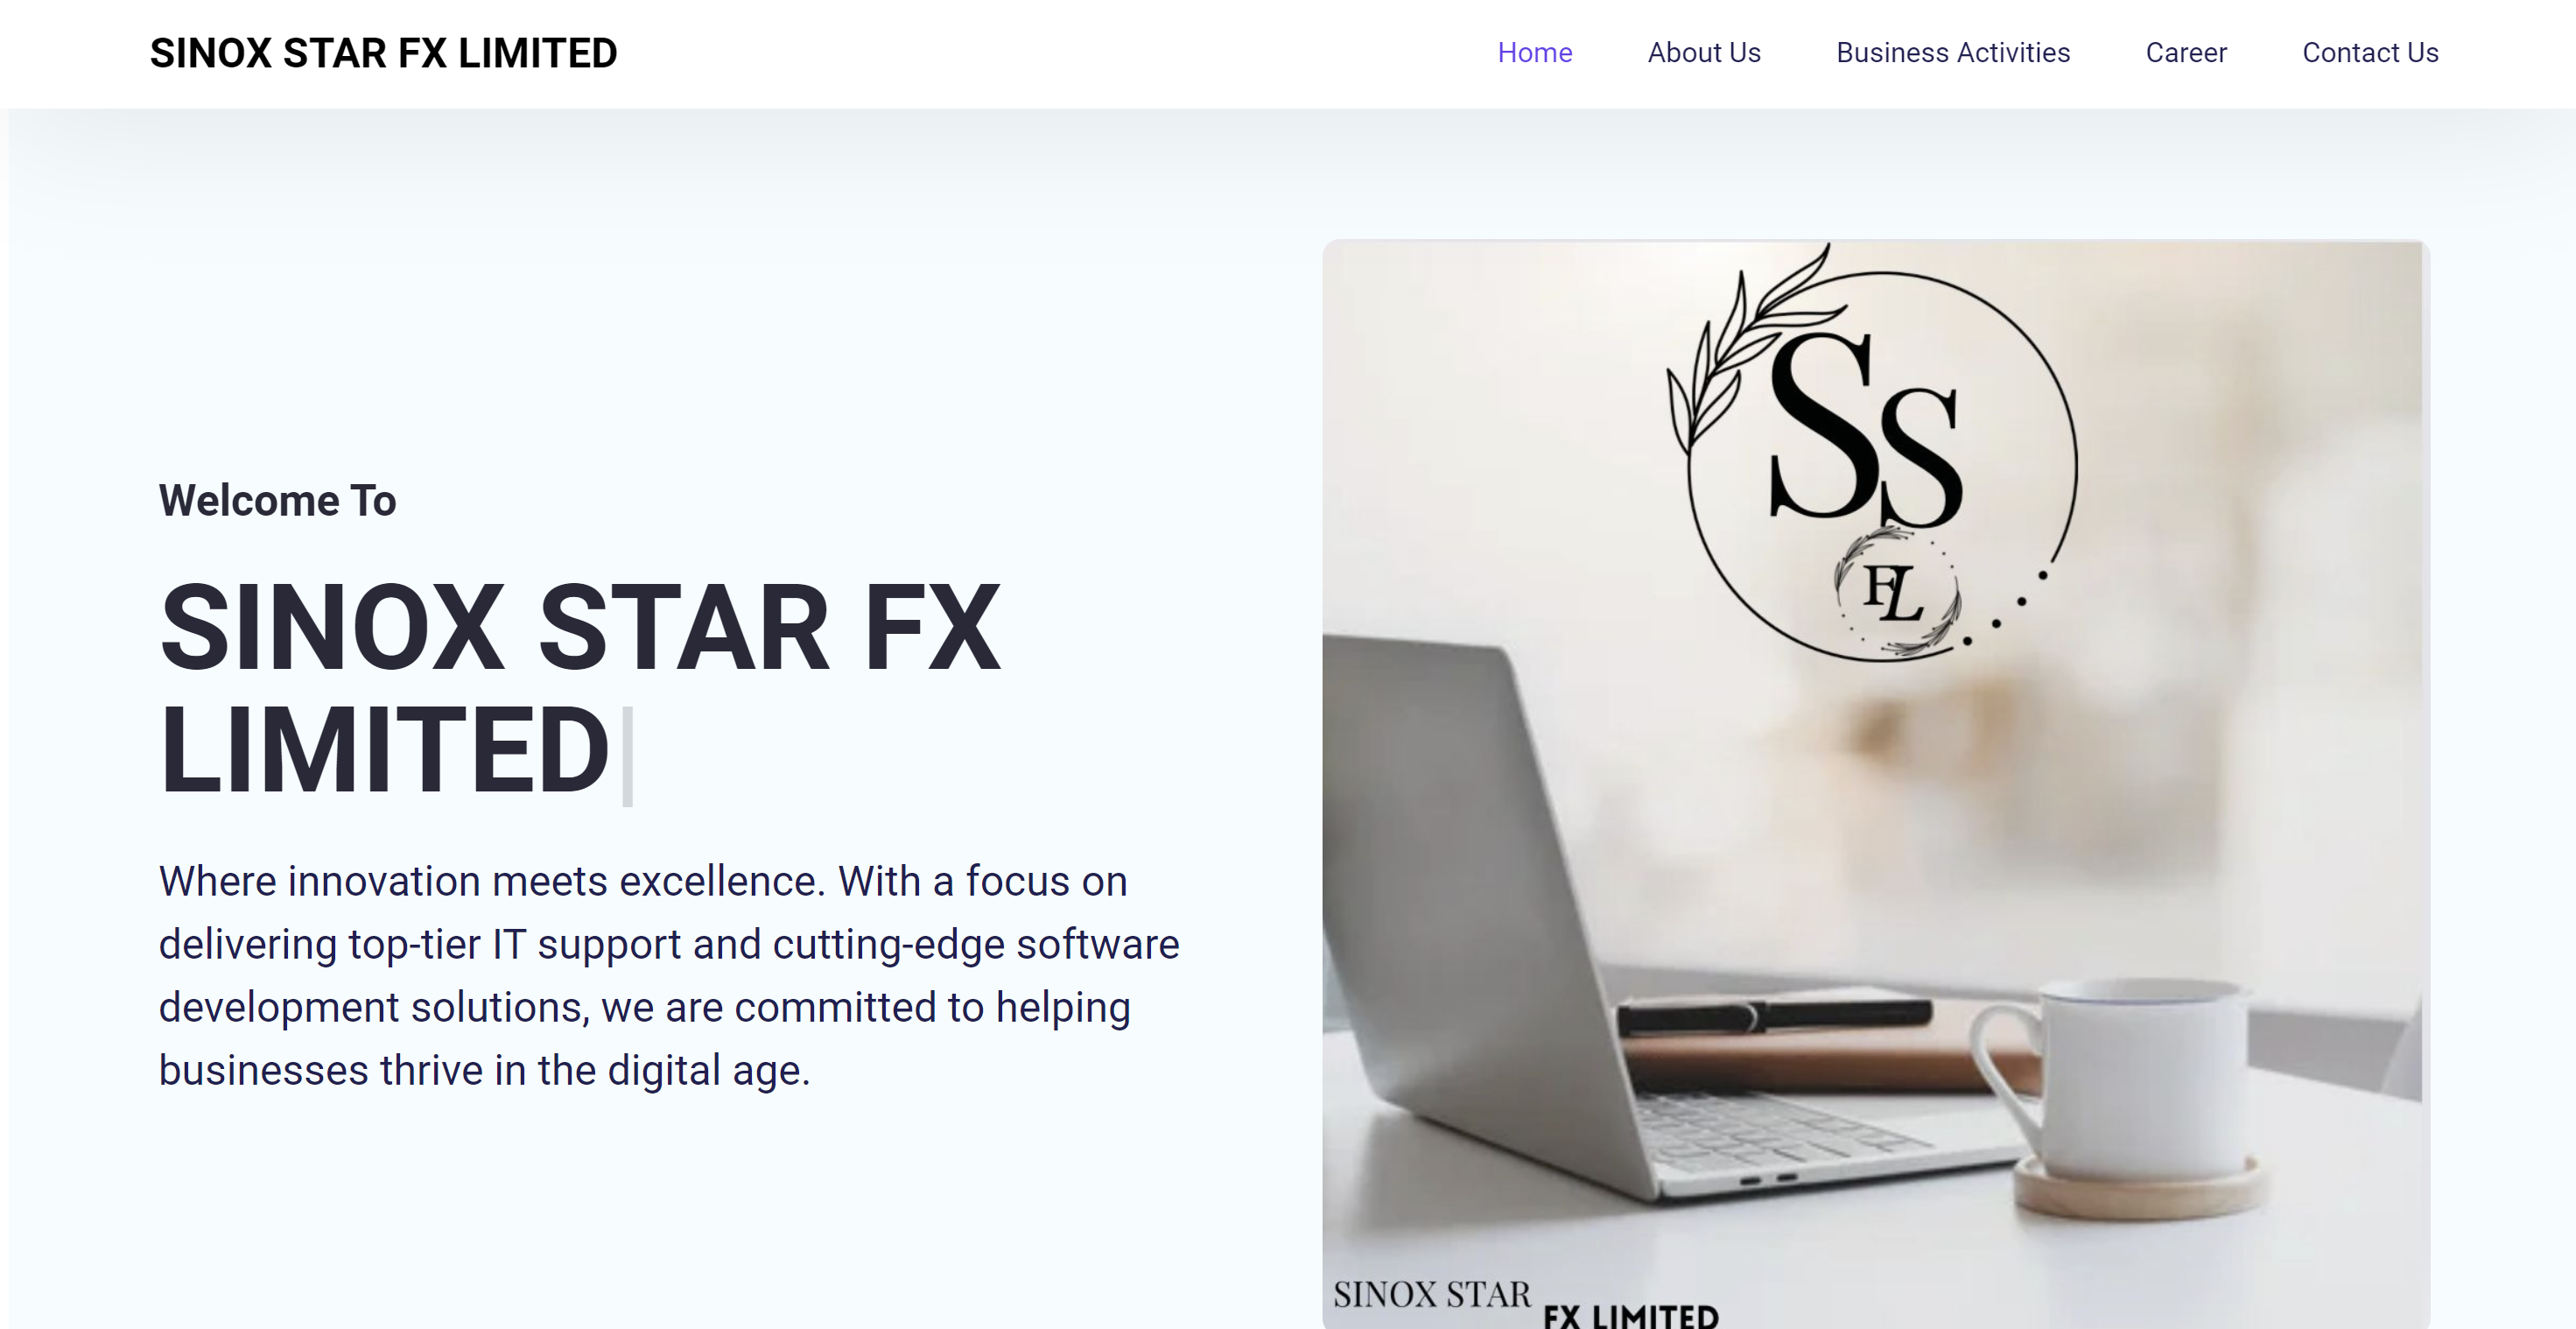 SINOX STAR FX LIMITED
Home About Us Business Activities Career Contact Us
Welcome To
SINOX STAR FX
LIMITED
Where innovation meets excellence. With a focus on
delivering top-tier IT support and cutting-edge software
development solutions, we are committed to helping
businesses thrive in the digital age.
SS
FL
SINOX STAR
FX LIMITED